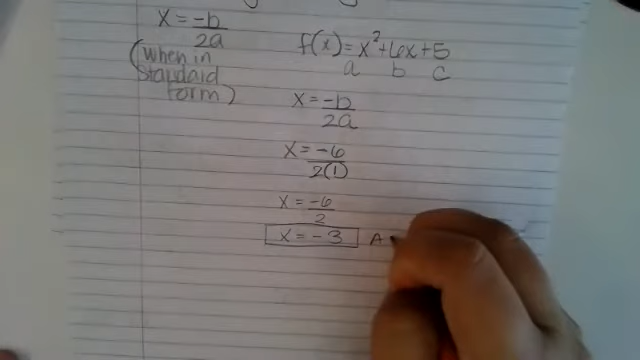 x = -b
2a
(when in
standard
form)
f(x) = x²+6x+5
a b c
x = -b
2a
x = -6
2(1)
x = -6
2
x = -3 A